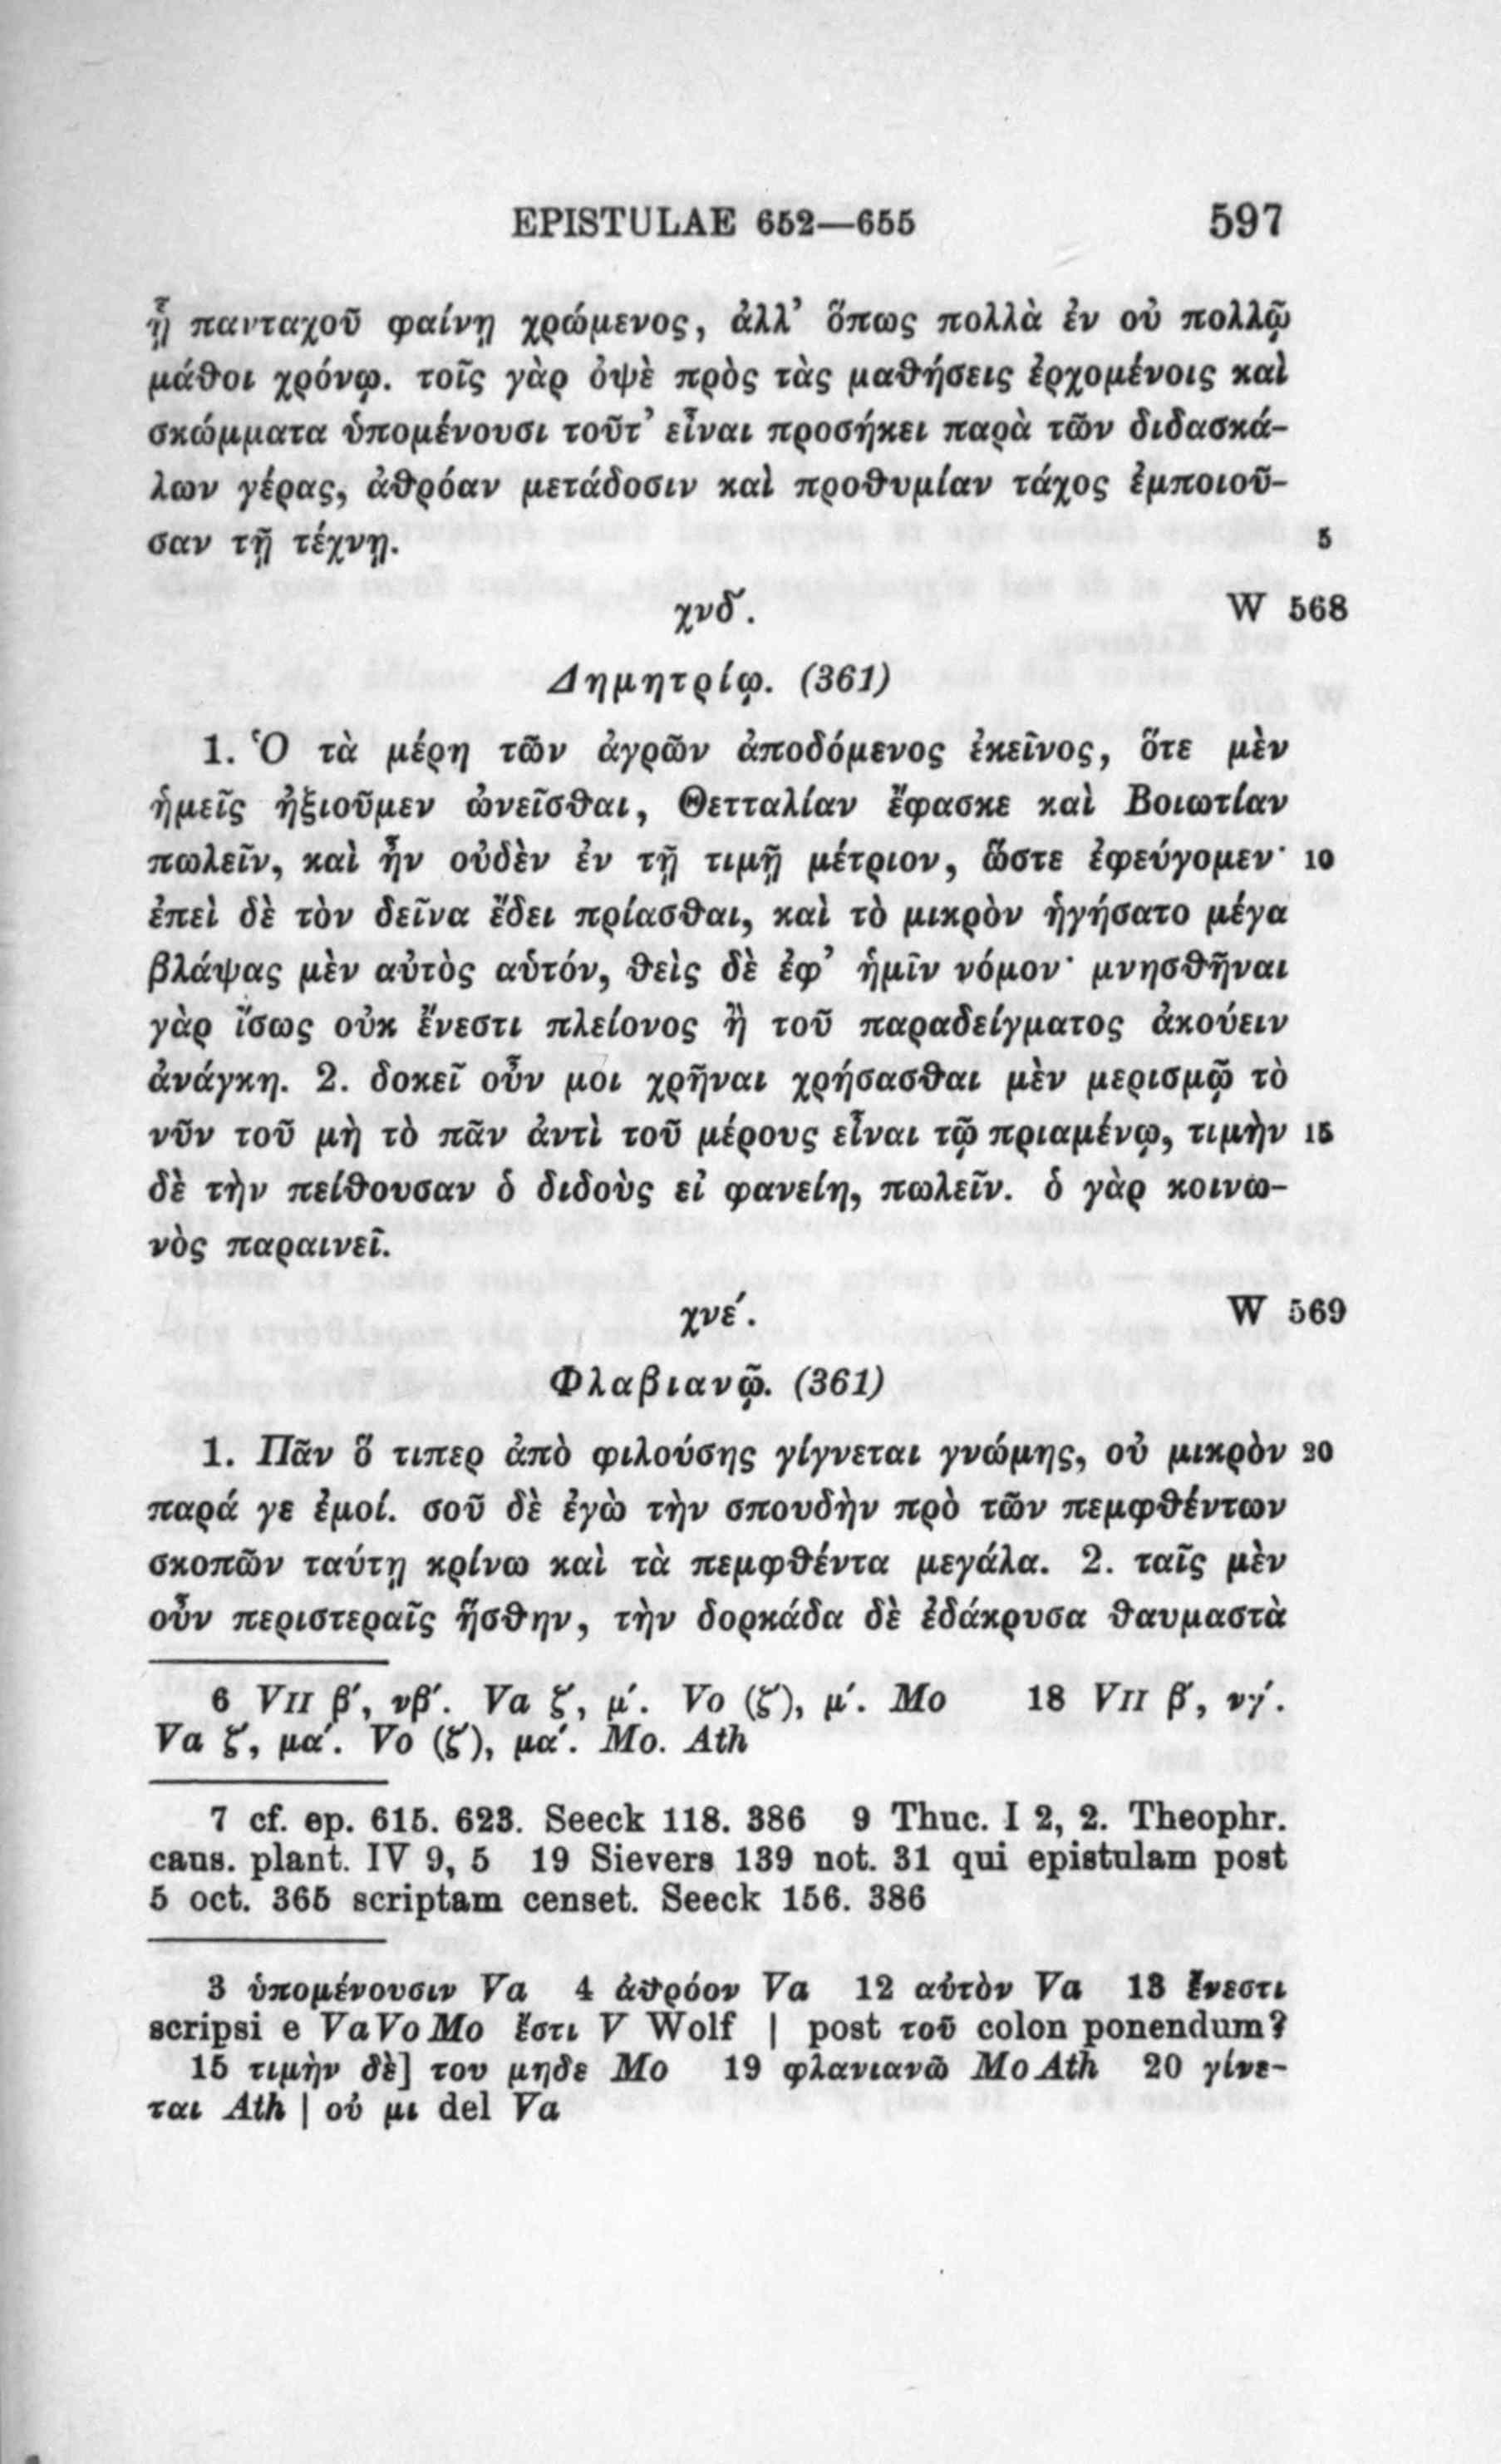 EPISTULAE 652—655 597
ᾗ πανταχοῦ φαίνῃ χρώμενος, ἀλλ’ ὅπως πολλὰ ἐν οὐ πολλῷ
μάθοι χρόνῳ. τοῖς γὰρ ὀψὲ πρὸς τὰς μαθήσεις ἐρχομένοις καὶ
σκώμματα ὑπομένουσι τοῦτ’ εἶναι προσήκει παρὰ τῶν διδασκά-
λων γέρας, ἀθρόαν μετάδοσιν καὶ προθυμίαν τάχος ἐμποιοῦ-
σαν τῇ τέχνῃ. 5
χνδ΄. W 568
Δημητρίῳ. (361)
1. Ὁ τὰ μέρη τῶν ἀγρῶν ἀποδόμενος ἐκεῖνος, ὅτε μὲν
ἡμεῖς ἠξιοῦμεν ὠνεῖσθαι, Θετταλίαν ἔφασκε καὶ Βοιωτίαν
πωλεῖν, καὶ ἦν οὐδὲν ἐν τῇ τιμῇ μέτριον, ὥστε ἐφεύγομεν· 10
ἐπεὶ δὲ τὸν δεῖνα ἔδει πρίασθαι, καὶ τὸ μικρὸν ἡγήσατο μέγα
βλάψας μὲν αὐτὸς αὑτόν, θεὶς δὲ ἐφ’ ἡμῖν νόμον· μνησθῆναι
γὰρ ἴσως οὐκ ἔνεστι πλείονος ἢ τοῦ παραδείγματος ἀκούειν
ἀνάγκη. 2. δοκεῖ οὖν μοι χρῆναι χρήσασθαι μὲν μερισμῷ τὸ
νῦν τοῦ μὴ τὸ πᾶν ἀντὶ τοῦ μέρους εἶναι τῷ πριαμένῳ, τιμὴν 15
δὲ τὴν πείθουσαν ὁ διδοὺς εἰ φανείη, πωλεῖν. ὁ γὰρ κοινω-
νὸς παραινεῖ.
χνε΄. W 569
Φλαβιανῷ. (361)
1. Πᾶν ὅ τιπερ ἀπὸ φιλούσης γίγνεται γνώμης, οὐ μικρὸν 20
παρά γε ἐμοί. σοῦ δὲ ἐγὼ τὴν σπουδὴν πρὸ τῶν πεμφθέντων
σκοπῶν ταύτῃ κρίνω καὶ τὰ πεμφθέντα μεγάλα. 2. ταῖς μὲν
οὖν περιστεραῖς ἥσθην, τὴν δορκάδα δὲ ἐδάκρυσα θαυμαστὰ
6 VII β΄, νβ΄. Va ζ΄, μ΄. Vo (ζ΄), μ΄. Mo 18 VII β΄, νγ΄.
Va ζ΄, μα΄. Vo (ζ΄), μα΄. Mo. Ath
7 cf. ep. 615. 623. Seeck 118. 386 9 Thuc. I 2, 2. Theophr.
caus. plant. IV 9, 5 19 Sievers 139 not. 31 qui epistulam post
5 oct. 365 scriptam censet. Seeck 156. 386
3 ὑπομένουσιν Va 4 ἀθρόον Va 12 αὐτὸν Va 13 ἔνεστι
scripsi e Va Vo Mo ἔστι V Wolf | post τοῦ colon ponendum?
15 τιμὴν δὲ] του μηδε Mo 19 φλανιανῶ Mo Ath 20 γίνε-
ται Ath | οὐ μι del Va